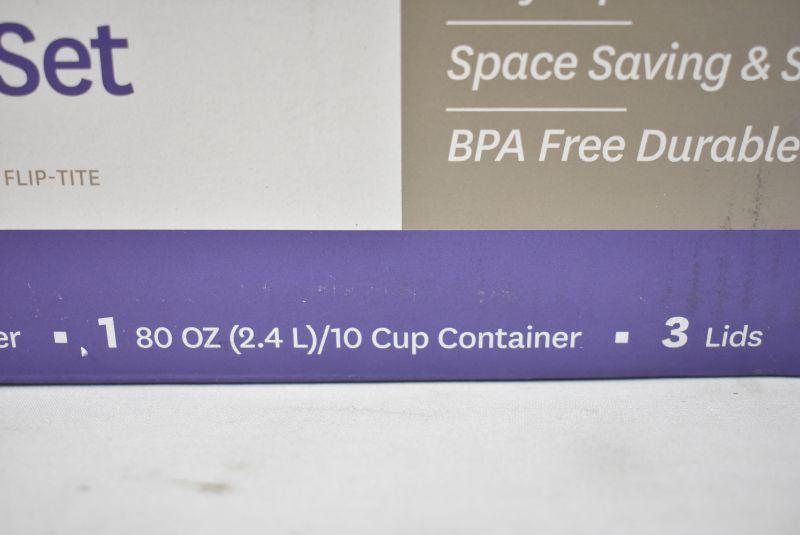 Set
FLIP-TITE
Space Saving &
BPA Free Durable
er ▪ 1 80 OZ (2.4 L)/10 Cup Container ▪ 3 Lids